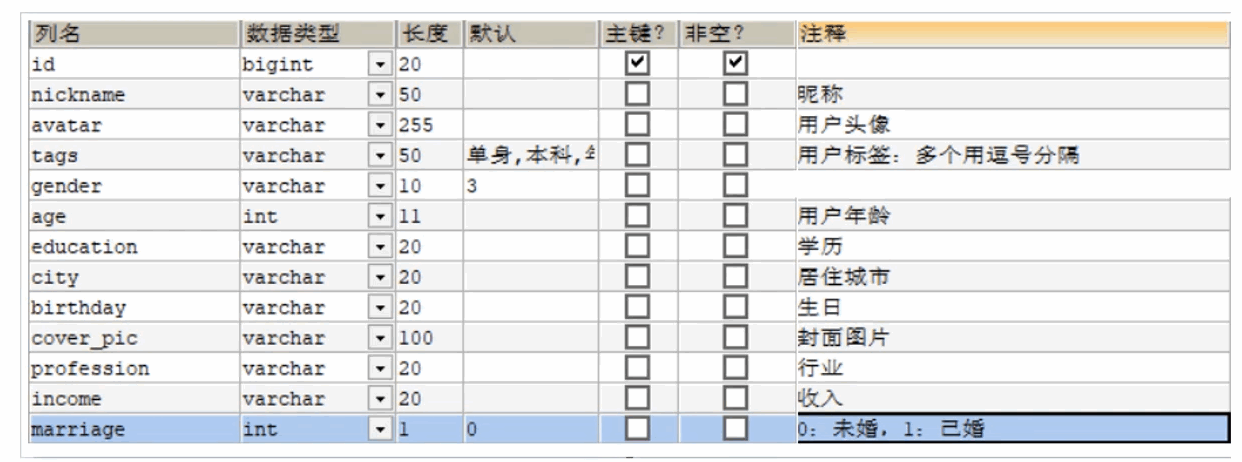 列名 数据类型 长度 默认 主键? 非空? 注释
id bigint 20
nickname varchar 50 昵称
avatar varchar 255 用户头像
tags varchar 50 单身,本科, 用户标签: 多个用逗号分隔
gender varchar 10 3
age int 11 用户年龄
education varchar 20 学历
city varchar 20 居住城市
birthday varchar 20 生日
cover_pic varchar 100 封面图片
profession varchar 20 行业
income varchar 20 收入
marriage int 1 0 0: 未婚, 1: 已婚